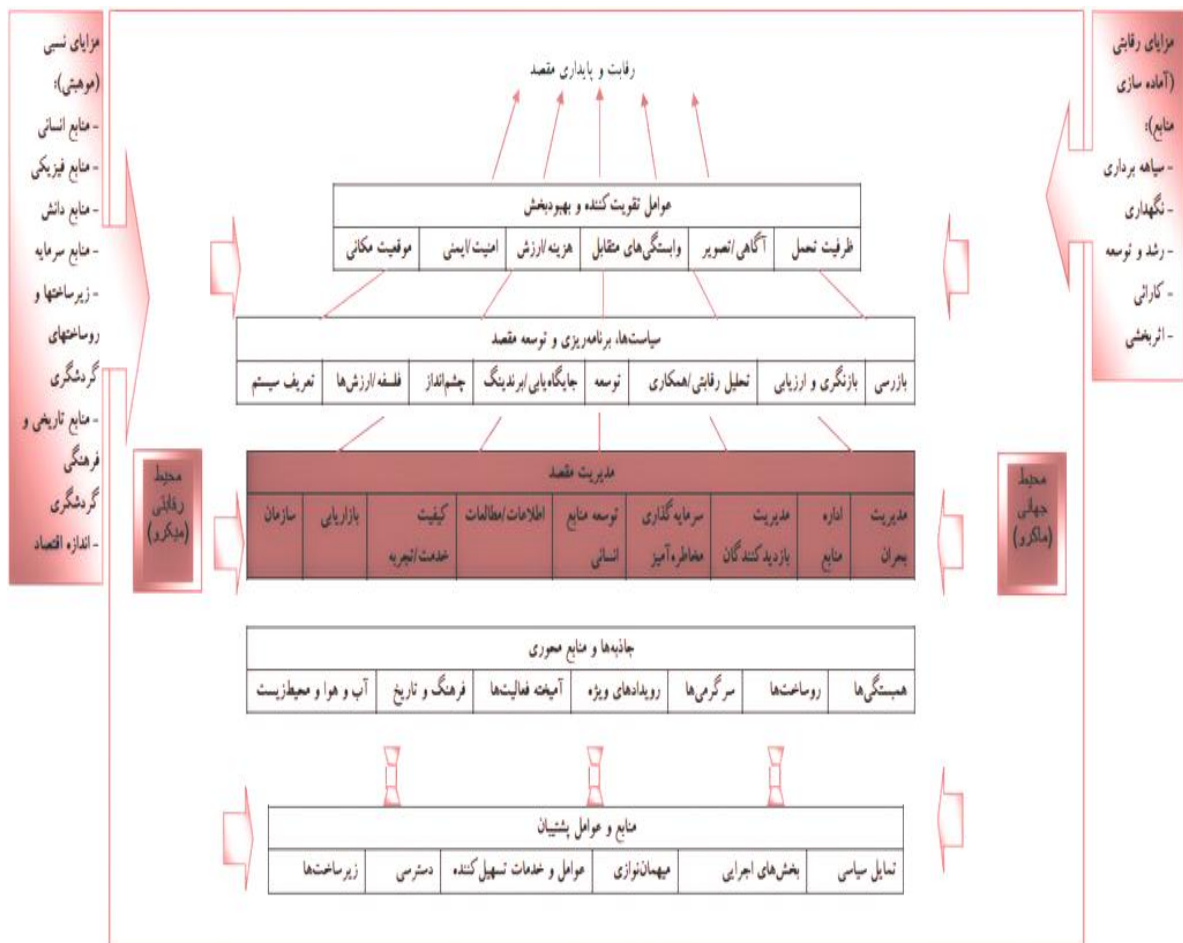 مزایای رقابتی
(آماده سازی
منابع):
- سیاهه برداری
- نگهداری
- رشد و توسعه
- کارائی
- اثربخشی
رقابت و پایداری مقصد
عوامل تقویت‌کننده و بهبودبخش
ظرفیت تحمل
آگاهی/تصویر
وابستگی‌های متقابل
هزینه/ارزش
امنیت/ایمنی
موقعیت مکانی
سیاست‌ها، برنامه‌ریزی و توسعه مقصد
بازرسی
بازنگری و ارزیابی
تحلیل رقابتی/همکاری
توسعه
جایگاه‌یابی/برندینگ
چشم‌انداز
فلسفه/ارزش‌ها
تعریف سیستم
محیط
جهانی
(ماکرو)
مدیریت مقصد
مدیریت
بحران
اداره
منابع
مدیریت
بازدیدکنندگان
سرمایه‌گذاری
مخاطره‌آمیز
توسعه منابع
انسانی
اطلاعات/مطالعات
کیفیت
خدمت/تجربه
بازاریابی
سازمان
محیط
رقابتی
(میکرو)
جاذبه‌ها و منابع محوری
همبستگی‌ها
روساخت‌ها
سرگرمی‌ها
رویدادهای ویژه
آمیخته فعالیت‌ها
فرهنگ و تاریخ
آب و هوا و محیط‌زیست
منابع و عوامل پشتیبان
تمایل سیاسی
بخش‌های اجرایی
میهمان‌نوازی
عوامل و خدمات تسهیل‌کننده
دسترسی
زیرساخت‌ها
مزایای نسبی
(موهبتی):
- منابع انسانی
- منابع فیزیکی
- منابع دانش
- منابع سرمایه
- زیرساختها و
روساختهای
گردشگری
- منابع تاریخی و
فرهنگی
گردشگری
- اندازه اقتصاد